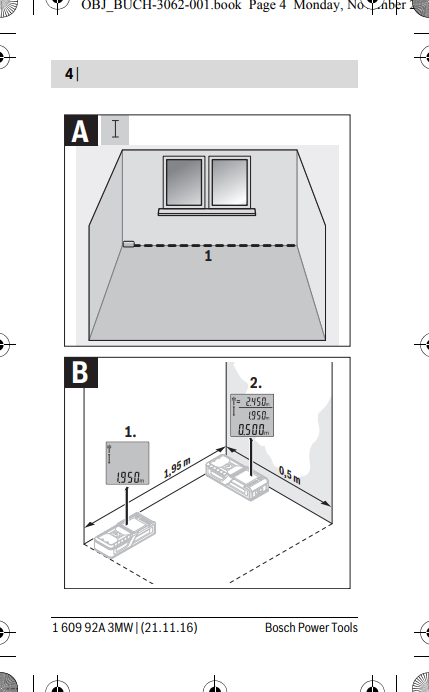 OBJ_BUCH-3062-001.book Page 4 Monday,
4 |
A
1
B
1.
2.
2.450m
1.950m
0.500m
1.950m
1,95 m
0,5 m
1 609 92A 3MW | (21.11.16) Bosch Power Tools